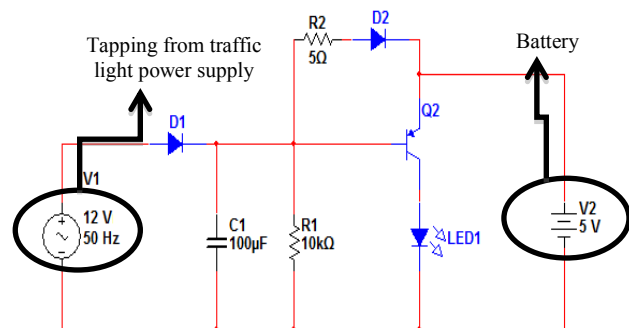 Tapping from traffic
light power supply
R2
5Ω
D2
Battery
D1
Q2
V1
12 V
50 Hz
C1
100µF
R1
10kΩ
LED1
V2
5 V